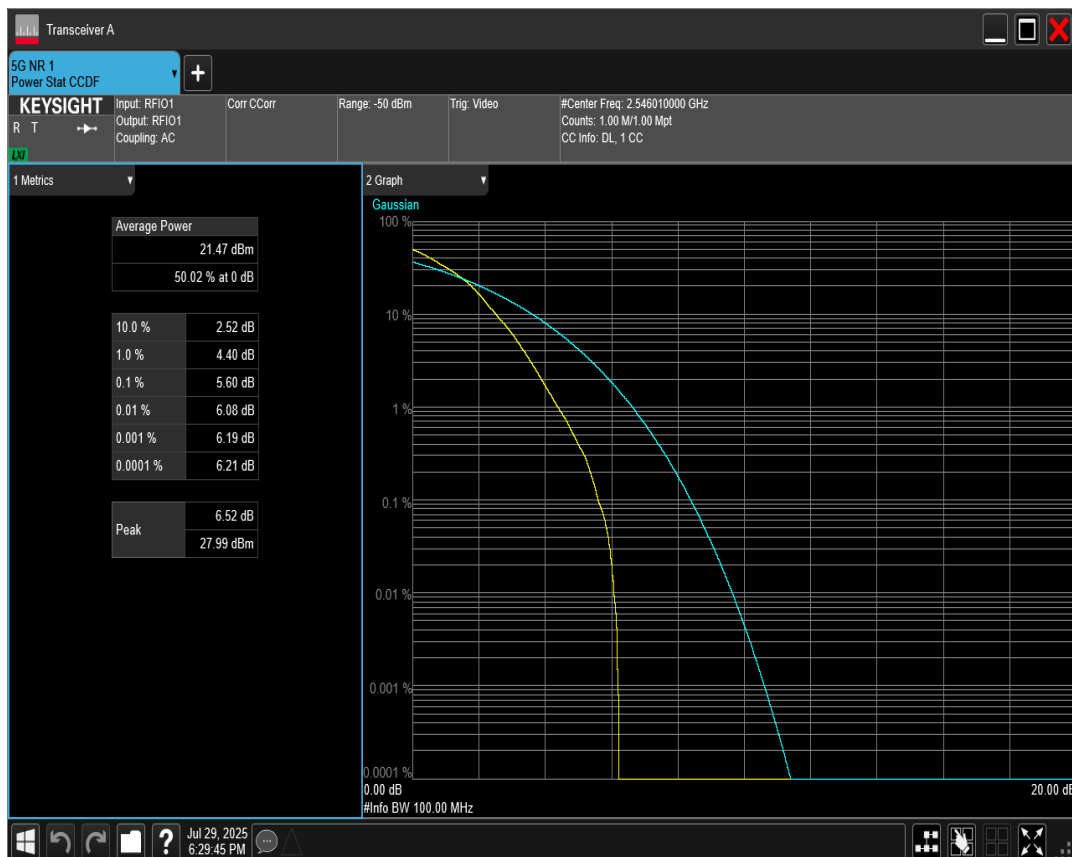 Transceiver A
5G NR 1
Power Stat CCDF
+
KEYSIGHT
R T
LXI
Input: RFIO1
Output: RFIO1
Coupling: AC
Corr CCorr
Range: -50 dBm
Trig: Video
#Center Freq: 2.546010000 GHz
Counts: 1.00 M/1.00 Mpt
CC Info: DL, 1 CC
1 Metrics
Average Power
21.47 dBm
50.02 % at 0 dB
10.0 % 2.52 dB
1.0 % 4.40 dB
0.1 % 5.60 dB
0.01 % 6.08 dB
0.001 % 6.19 dB
0.0001 % 6.21 dB
Peak 6.52 dB
27.99 dBm
2 Graph
Gaussian
100 %
10 %
1 %
0.1 %
0.01 %
0.001 %
0.0001 %
0.00 dB 20.00 dB
#Info BW 100.00 MHz
?
Jul 29, 2025
6:29:45 PM